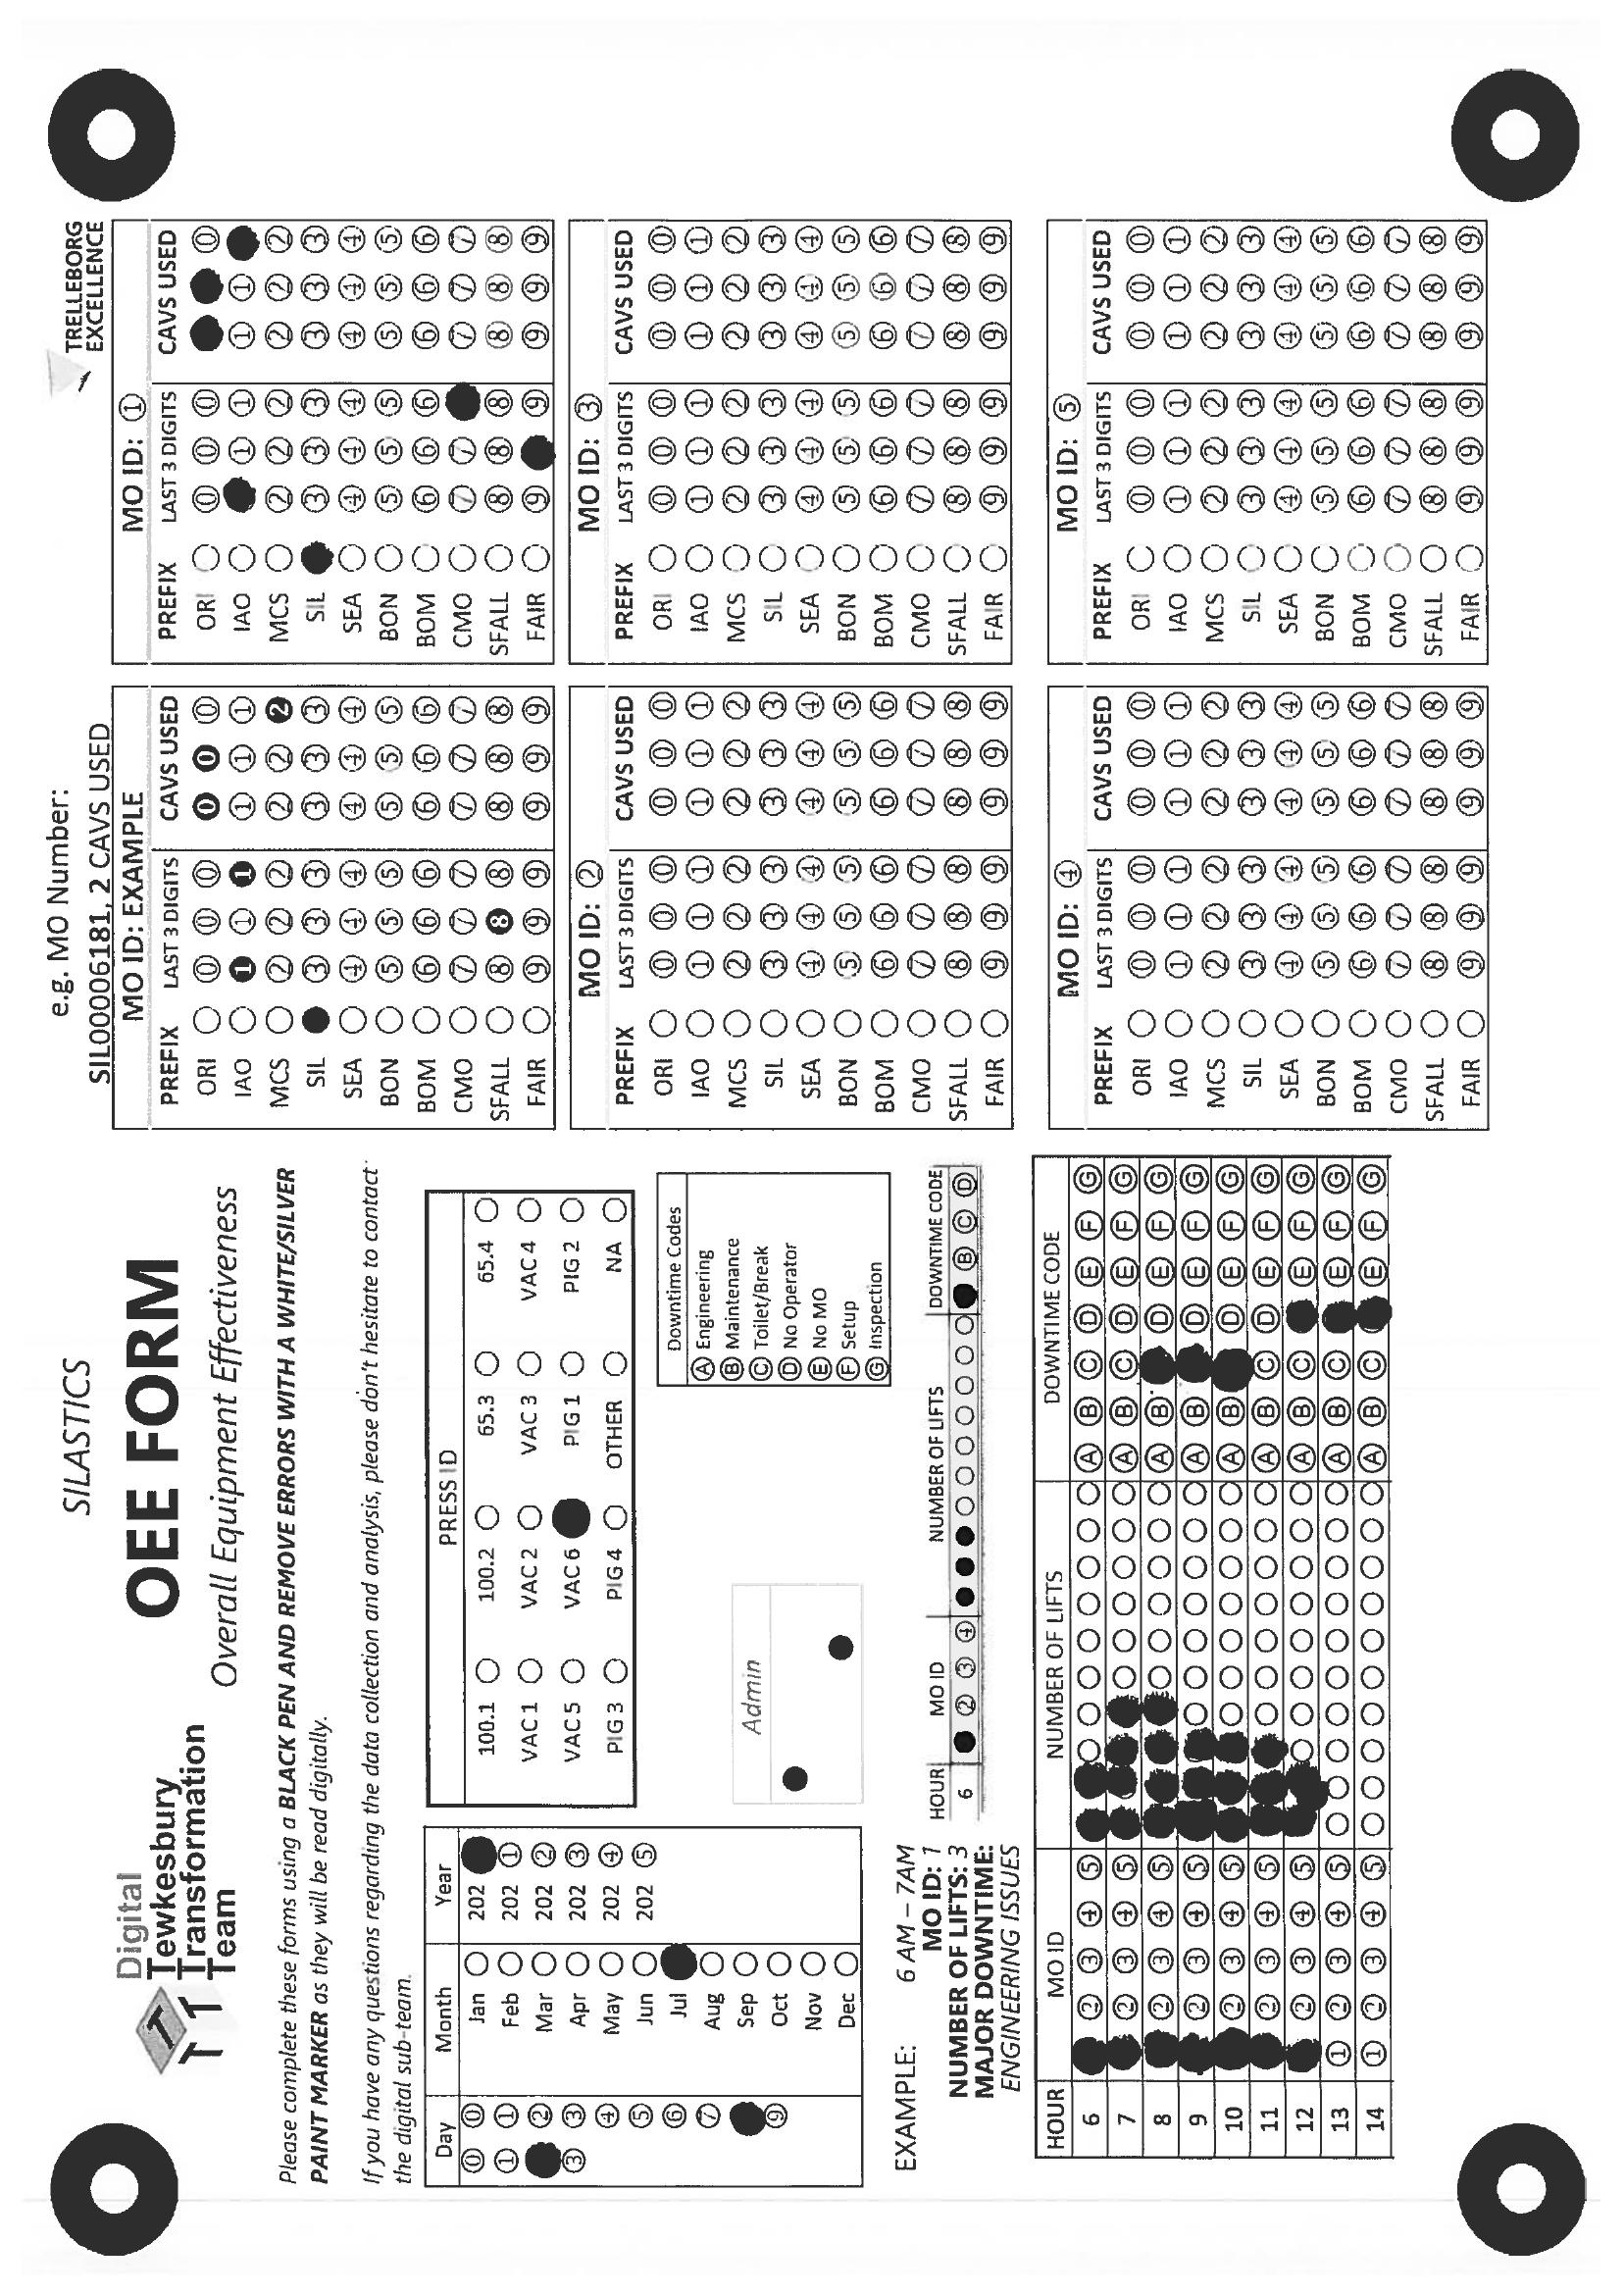 SILASTICS
OEE FORM
Overall Equipment Effectiveness
Digital
Tewkesbury
Transformation
Team
Please complete these forms using a BLACK PEN AND REMOVE ERRORS WITH A WHITE/SILVER
PAINT MARKER as they will be read digitally.
If you have any questions regarding the data collection and analysis, please don't hesitate to contact
the digital sub-team.
Day Month Year
0 0 Jan 202
1 1 Feb 202 1
2 Mar 202 2
3 3 Apr 202 3
4 May 202 4
5 Jun 202 5
6 Jul
7 Aug
Sep
9 Oct
Nov
Dec
PRESS ID
100.1 100.2 65.3 65.4
VAC 1 VAC 2 VAC 3 VAC 4
VAC 5 VAC 6 PIG 1 PIG 2
PIG 3 PIG 4 OTHER NA
Admin
Downtime Codes
A Engineering
B Maintenance
C Toilet/Break
D No Operator
E No MO
F Setup
G Inspection
EXAMPLE: 6 AM – 7AM
MO ID: 1
NUMBER OF LIFTS: 3
MAJOR DOWNTIME:
ENGINEERING ISSUES
HOUR MO ID NUMBER OF LIFTS DOWNTIME CODE
6 2 3 4 B C D
HOUR MO ID NUMBER OF LIFTS DOWNTIME CODE
6 2 3 4 5 A B C D E F G
7 2 3 4 5 A B C D E F G
8 2 3 4 5 A B D E F G
9 2 3 4 5 A B D E F G
10 2 3 4 5 A B D E F G
11 2 3 4 5 A B C D E F G
12 2 3 4 5 A B C E F G
13 1 2 3 4 5 A B C E F G
14 1 2 3 4 5 A B C E F G
e.g. MO Number:
SIL000006181, 2 CAVS USED
TRELLEBORG
EXCELLENCE
MO ID: EXAMPLE
PREFIX LAST 3 DIGITS CAVS USED
ORI 0 0 0 0 0 0
IAO 1 1 1 1 1 1
MCS 2 2 2 2 2 2
SIL 3 3 3 3 3 3
SEA 4 4 4 4 4 4
BON 5 5 5 5 5 5
BOM 6 6 6 6 6 6
CMO 7 7 7 7 7 7
SFALL 8 8 8 8 8 8
FAIR 9 9 9 9 9 9
MO ID: 1
PREFIX LAST 3 DIGITS CAVS USED
ORI 0 0 0 0
IAO 1 1 1 1
MCS 2 2 2 2 2 2
SIL 3 3 3 3 3 3
SEA 4 4 4 4 4 4
BON 5 5 5 5 5 5
BOM 6 6 6 6 6 6
CMO 7 7 7 7 7
SFALL 8 8 8 8 8 8
FAIR 9 9 9 9 9
MO ID: 2
PREFIX LAST 3 DIGITS CAVS USED
ORI 0 0 0 0 0 0
IAO 1 1 1 1 1 1
MCS 2 2 2 2 2 2
SIL 3 3 3 3 3 3
SEA 4 4 4 4 4 4
BON 5 5 5 5 5 5
BOM 6 6 6 6 6 6
CMO 7 7 7 7 7 7
SFALL 8 8 8 8 8 8
FAIR 9 9 9 9 9 9
MO ID: 3
PREFIX LAST 3 DIGITS CAVS USED
ORI 0 0 0 0 0 0
IAO 1 1 1 1 1 1
MCS 2 2 2 2 2 2
SIL 3 3 3 3 3 3
SEA 4 4 4 4 4 4
BON 5 5 5 5 5 5
BOM 6 6 6 6 6 6
CMO 7 7 7 7 7 7
SFALL 8 8 8 8 8 8
FAIR 9 9 9 9 9 9
MO ID: 4
PREFIX LAST 3 DIGITS CAVS USED
ORI 0 0 0 0 0 0
IAO 1 1 1 1 1 1
MCS 2 2 2 2 2 2
SIL 3 3 3 3 3 3
SEA 4 4 4 4 4 4
BON 5 5 5 5 5 5
BOM 6 6 6 6 6 6
CMO 7 7 7 7 7 7
SFALL 8 8 8 8 8 8
FAIR 9 9 9 9 9 9
MO ID: 5
PREFIX LAST 3 DIGITS CAVS USED
ORI 0 0 0 0 0 0
IAO 1 1 1 1 1 1
MCS 2 2 2 2 2 2
SIL 3 3 3 3 3 3
SEA 4 4 4 4 4 4
BON 5 5 5 5 5 5
BOM 6 6 6 6 6 6
CMO 7 7 7 7 7 7
SFALL 8 8 8 8 8 8
FAIR 9 9 9 9 9 9